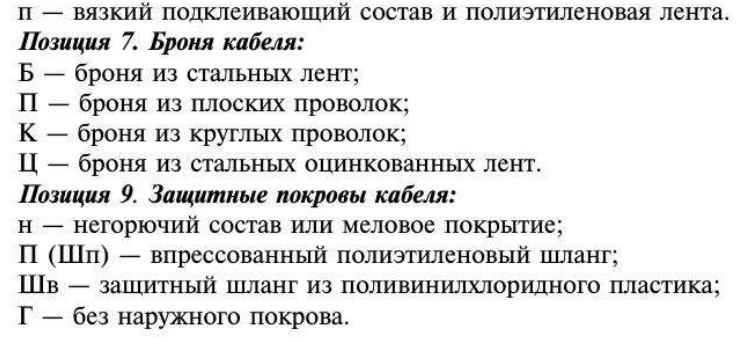 п — вязкий подклеивающий состав и полиэтиленовая лента.
Позиция 7. Броня кабеля:
Б — броня из стальных лент;
П — броня из плоских проволок;
К — броня из круглых проволок;
Ц — броня из стальных оцинкованных лент.
Позиция 9. Защитные покровы кабеля:
н — негорючий состав или меловое покрытие;
П (Шп) — впрессованный полиэтиленовый шланг;
Шв — защитный шланг из поливинилхлоридного пластика;
Г — без наружного покрова.